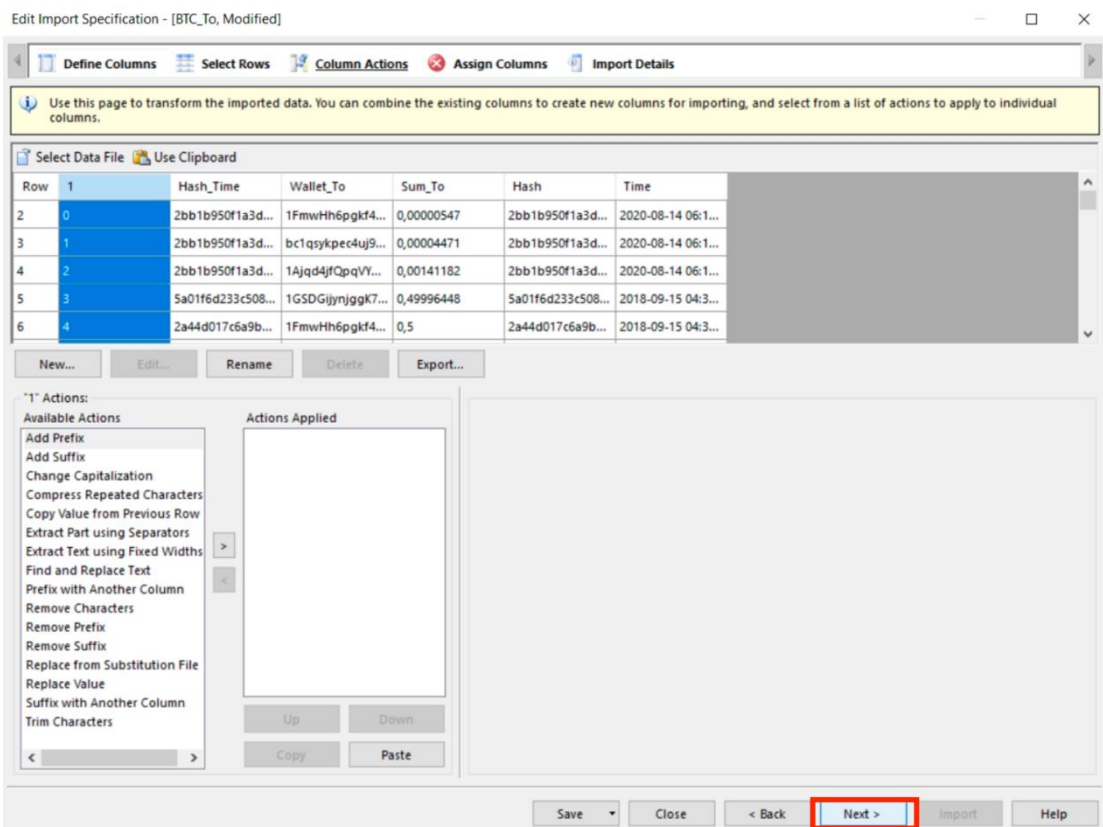 Edit Import Specification - [BTC_To, Modified]
Define Columns Select Rows Column Actions Assign Columns Import Details
Use this page to transform the imported data. You can combine the existing columns to create new columns for importing, and select from a list of actions to apply to individual
columns.
Select Data File Use Clipboard
Row 1 Hash_Time Wallet_To Sum_To Hash Time
2 0 2bb1b950f1a3d... 1FmwHh6pgkf4... 0,00000547 2bb1b950f1a3d... 2020-08-14 06:1...
3 1 2bb1b950f1a3d... bc1qsykpec4uj9... 0,00004471 2bb1b950f1a3d... 2020-08-14 06:1...
4 2 2bb1b950f1a3d... 1Ajqd4jfQpqVY... 0,00141182 2bb1b950f1a3d... 2020-08-14 06:1...
5 3 5a01f6d233c508... 1GSDGijynjggK7... 0,49996448 5a01f6d233c508... 2018-09-15 04:3...
6 4 2a44d017c6a9b... 1FmwHh6pgkf4... 0,5 2a44d017c6a9b... 2018-09-15 04:3...
New... Edit... Rename Delete Export...
"1" Actions:
Available Actions Actions Applied
Add Prefix
Add Suffix
Change Capitalization
Compress Repeated Characters
Copy Value from Previous Row
Extract Part using Separators
Extract Text using Fixed Widths
Find and Replace Text
Prefix with Another Column
Remove Characters
Remove Prefix
Remove Suffix
Replace from Substitution File
Replace Value
Suffix with Another Column
Trim Characters
> 
<
Up Down
Copy Paste
Save Close < Back Next > Import Help